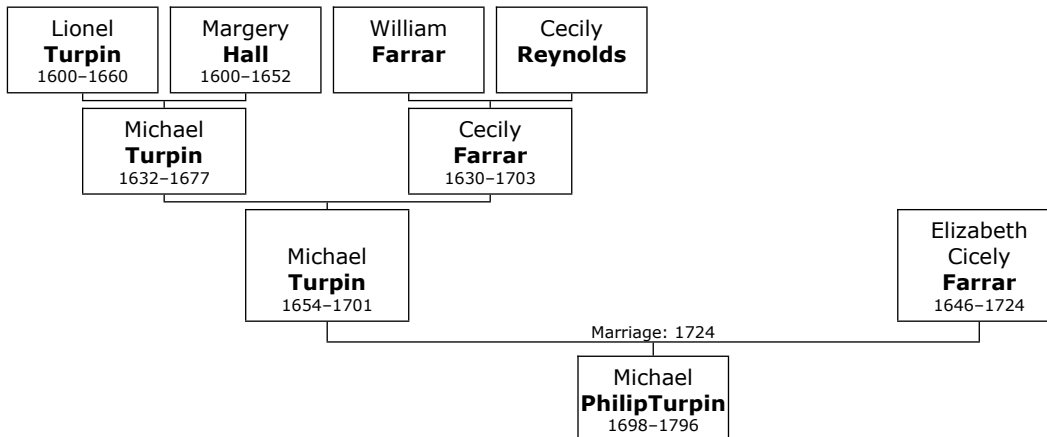 Lionel
Turpin
1600–1660
Margery
Hall
1600–1652
William
Farrar
Cecily
Reynolds
Michael
Turpin
1632–1677
Cecily
Farrar
1630–1703
Michael
Turpin
1654–1701
Elizabeth
Cicely
Farrar
1646–1724
Marriage: 1724
Michael
PhilipTurpin
1698–1796